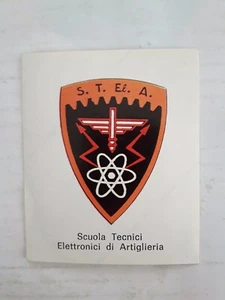 S. T. El. A.
Scuola Tecnici
Elettronici di Artiglieria